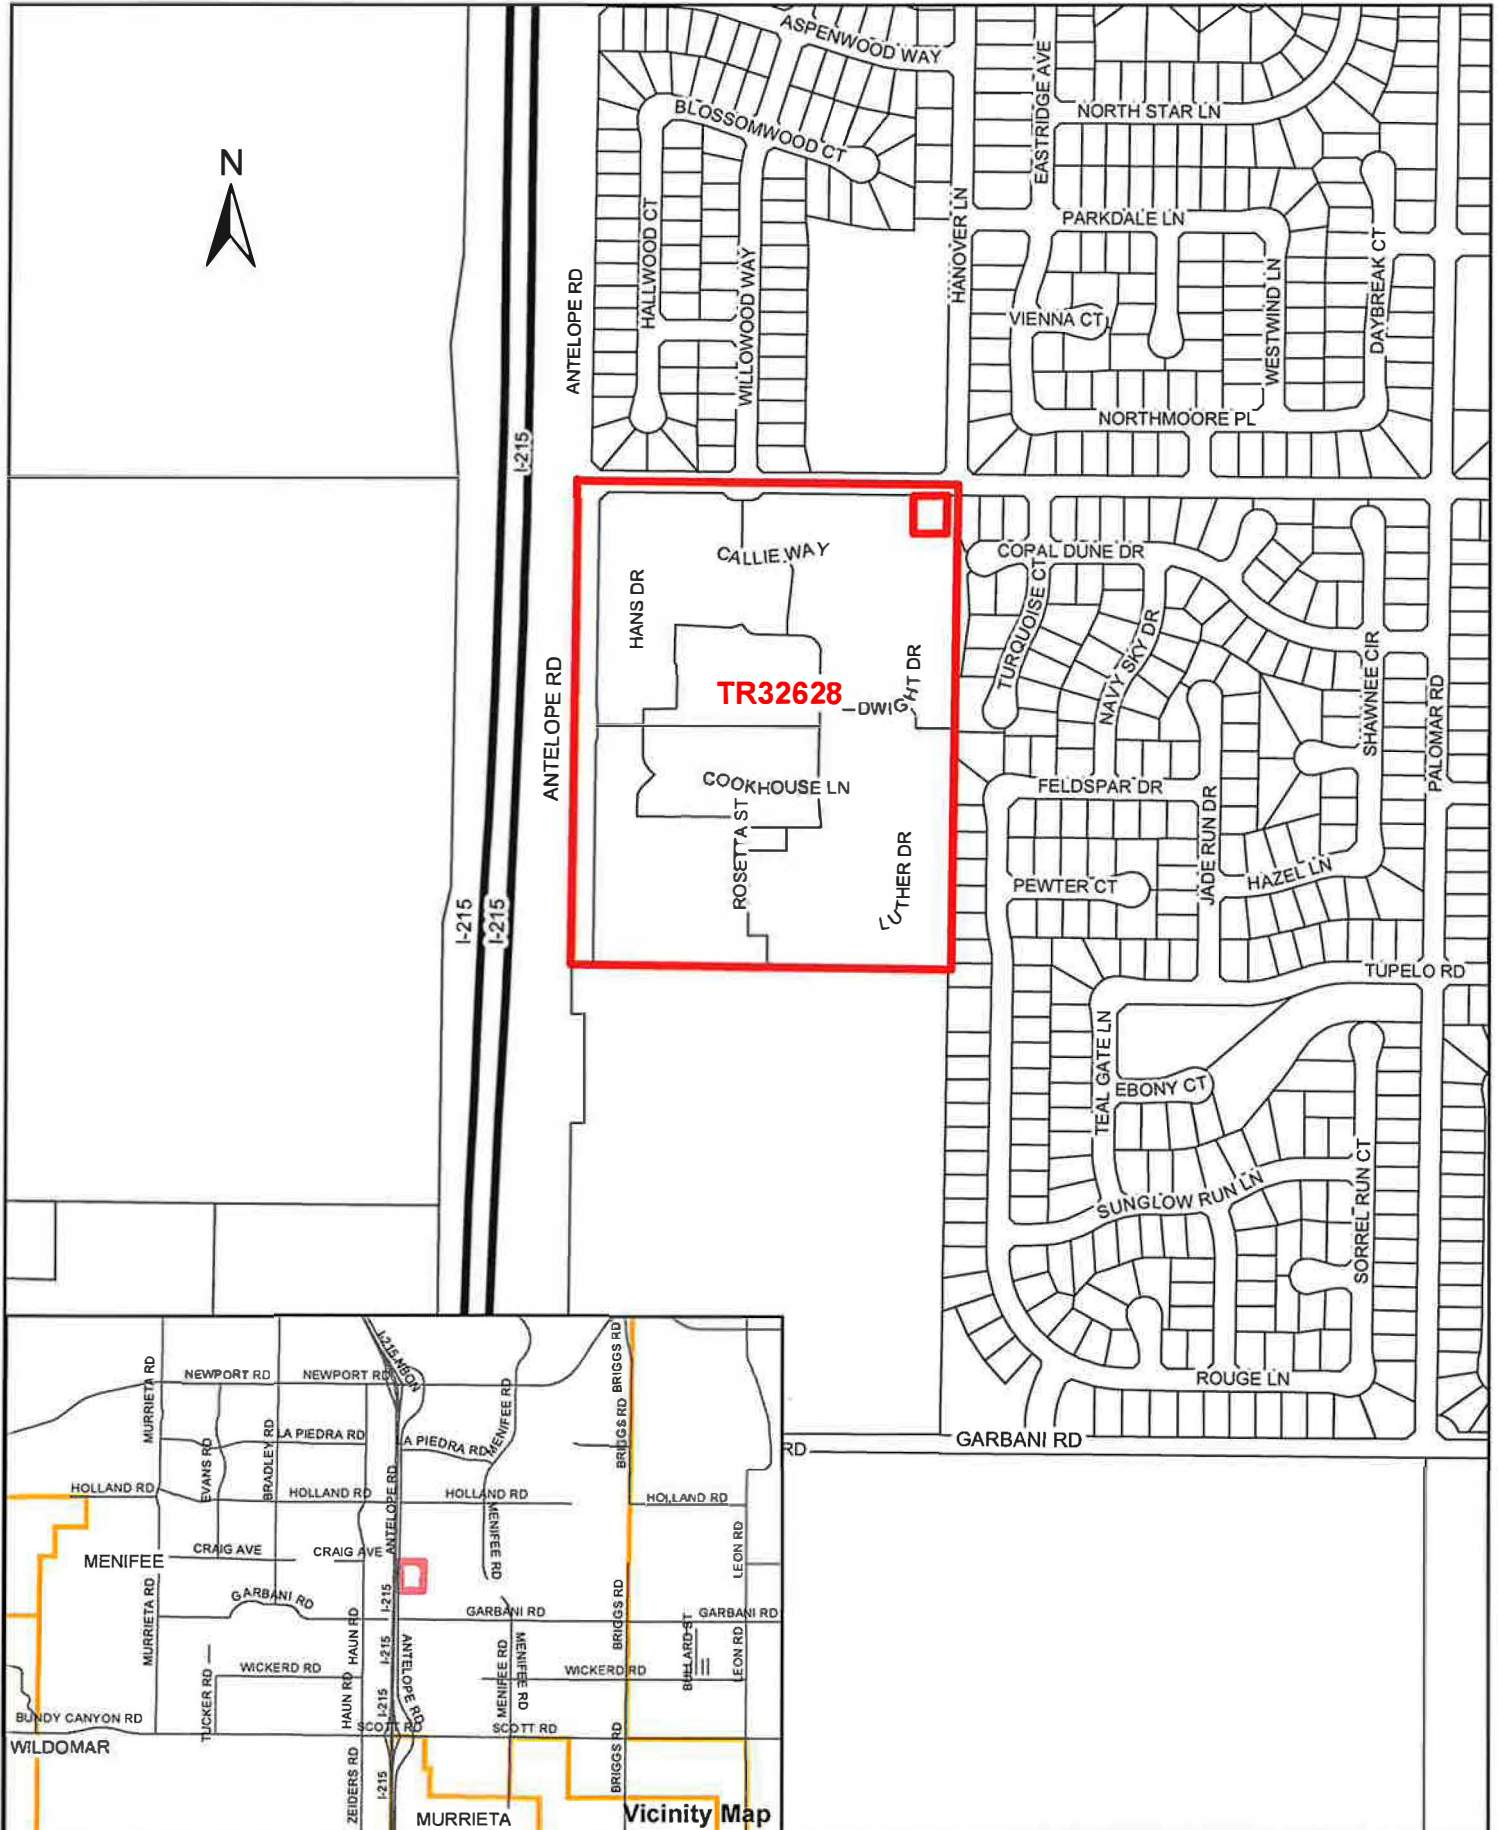 ASPENWOOD WAY
EASTRIDGE AVE
NORTH STAR LN
BLOSSOMWOOD CT
N
HALLWOOD CT
WILLOWOOD WAY
HANOVER LN
PARKDALE LN
DAYBREAK CT
WESTWIND LN
VIENNA CT
ANTELOPE RD
NORTHMOORE PL
I-215
CALLIE WAY
CORAL DUNE DR
HANS DR
TURQUOISE CT
NAVY SKY DR
SHAWNEE CIR
PALOMAR RD
DWIGHT DR
TR32628
ANTELOPE RD
COOKHOUSE LN
FELDSPAR DR
JADE RUN DR
ROSETTA ST
LUTHER DR
PEWTER CT
HAZEL LN
I-215
I-215
TUPELO RD
TEAL GATE LN
EBONY CT
SUNGLOW RUN LN
SORREL RUN CT
ROUGE LN
GARBANI RD
RD
I-215 NBON
BRIGGS RD
NEWPORT RD
NEWPORT RD
MURRIETA RD
MENIFEE RD
BRIGGS RD
LA PIEDRA RD
LA PIEDRA RD
EVANS RD
BRADLEY RD
ANTELOPE RD
HOLLAND RD
HOLLAND RD
HOLLAND RD
HOLLAND RD
MENIFEE RD
LEON RD
CRAIG AVE
CRAIG AVE
MENIFEE
MURRIETA RD
GARBANI RD
I-215
GARBANI RD
GARBANI RD
BRIGGS RD
HAUN RD
I-215
ANTELOPE RD
MENIFEE RD
MENIFEE RD
BULLARD ST
LEON RD
WICKERD RD
WICKERD RD
TUCKER RD
HAUN RD
I-215
BUNDY CANYON RD
SCOTT RD
SCOTT RD
WILDOMAR
ZEIDERS RD
I-215
BRIGGS RD
MURRIETA
Vicinity Map